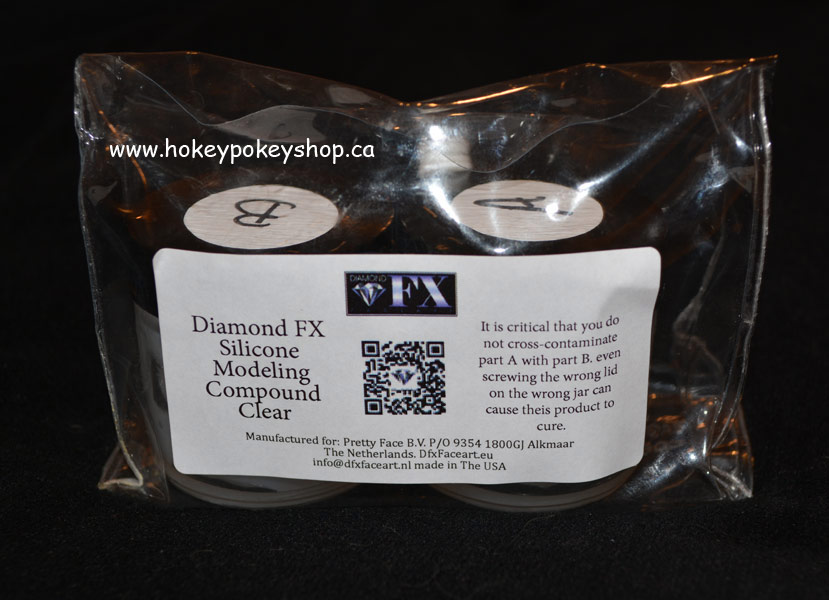 www.hokeypokeyshop.ca
B
A
DIAMOND FX
Diamond FX
Silicone
Modeling
Compound
Clear
It is critical that you do
not cross-contaminate
part A with part B. even
screwing the wrong lid
on the wrong jar can
cause theis product to
cure.
Manufactured for: Pretty Face B.V. P/O 9354 1800GJ Alkmaar
The Netherlands. DfxFaceart.eu
info@dfxfaceart.nl made in The USA